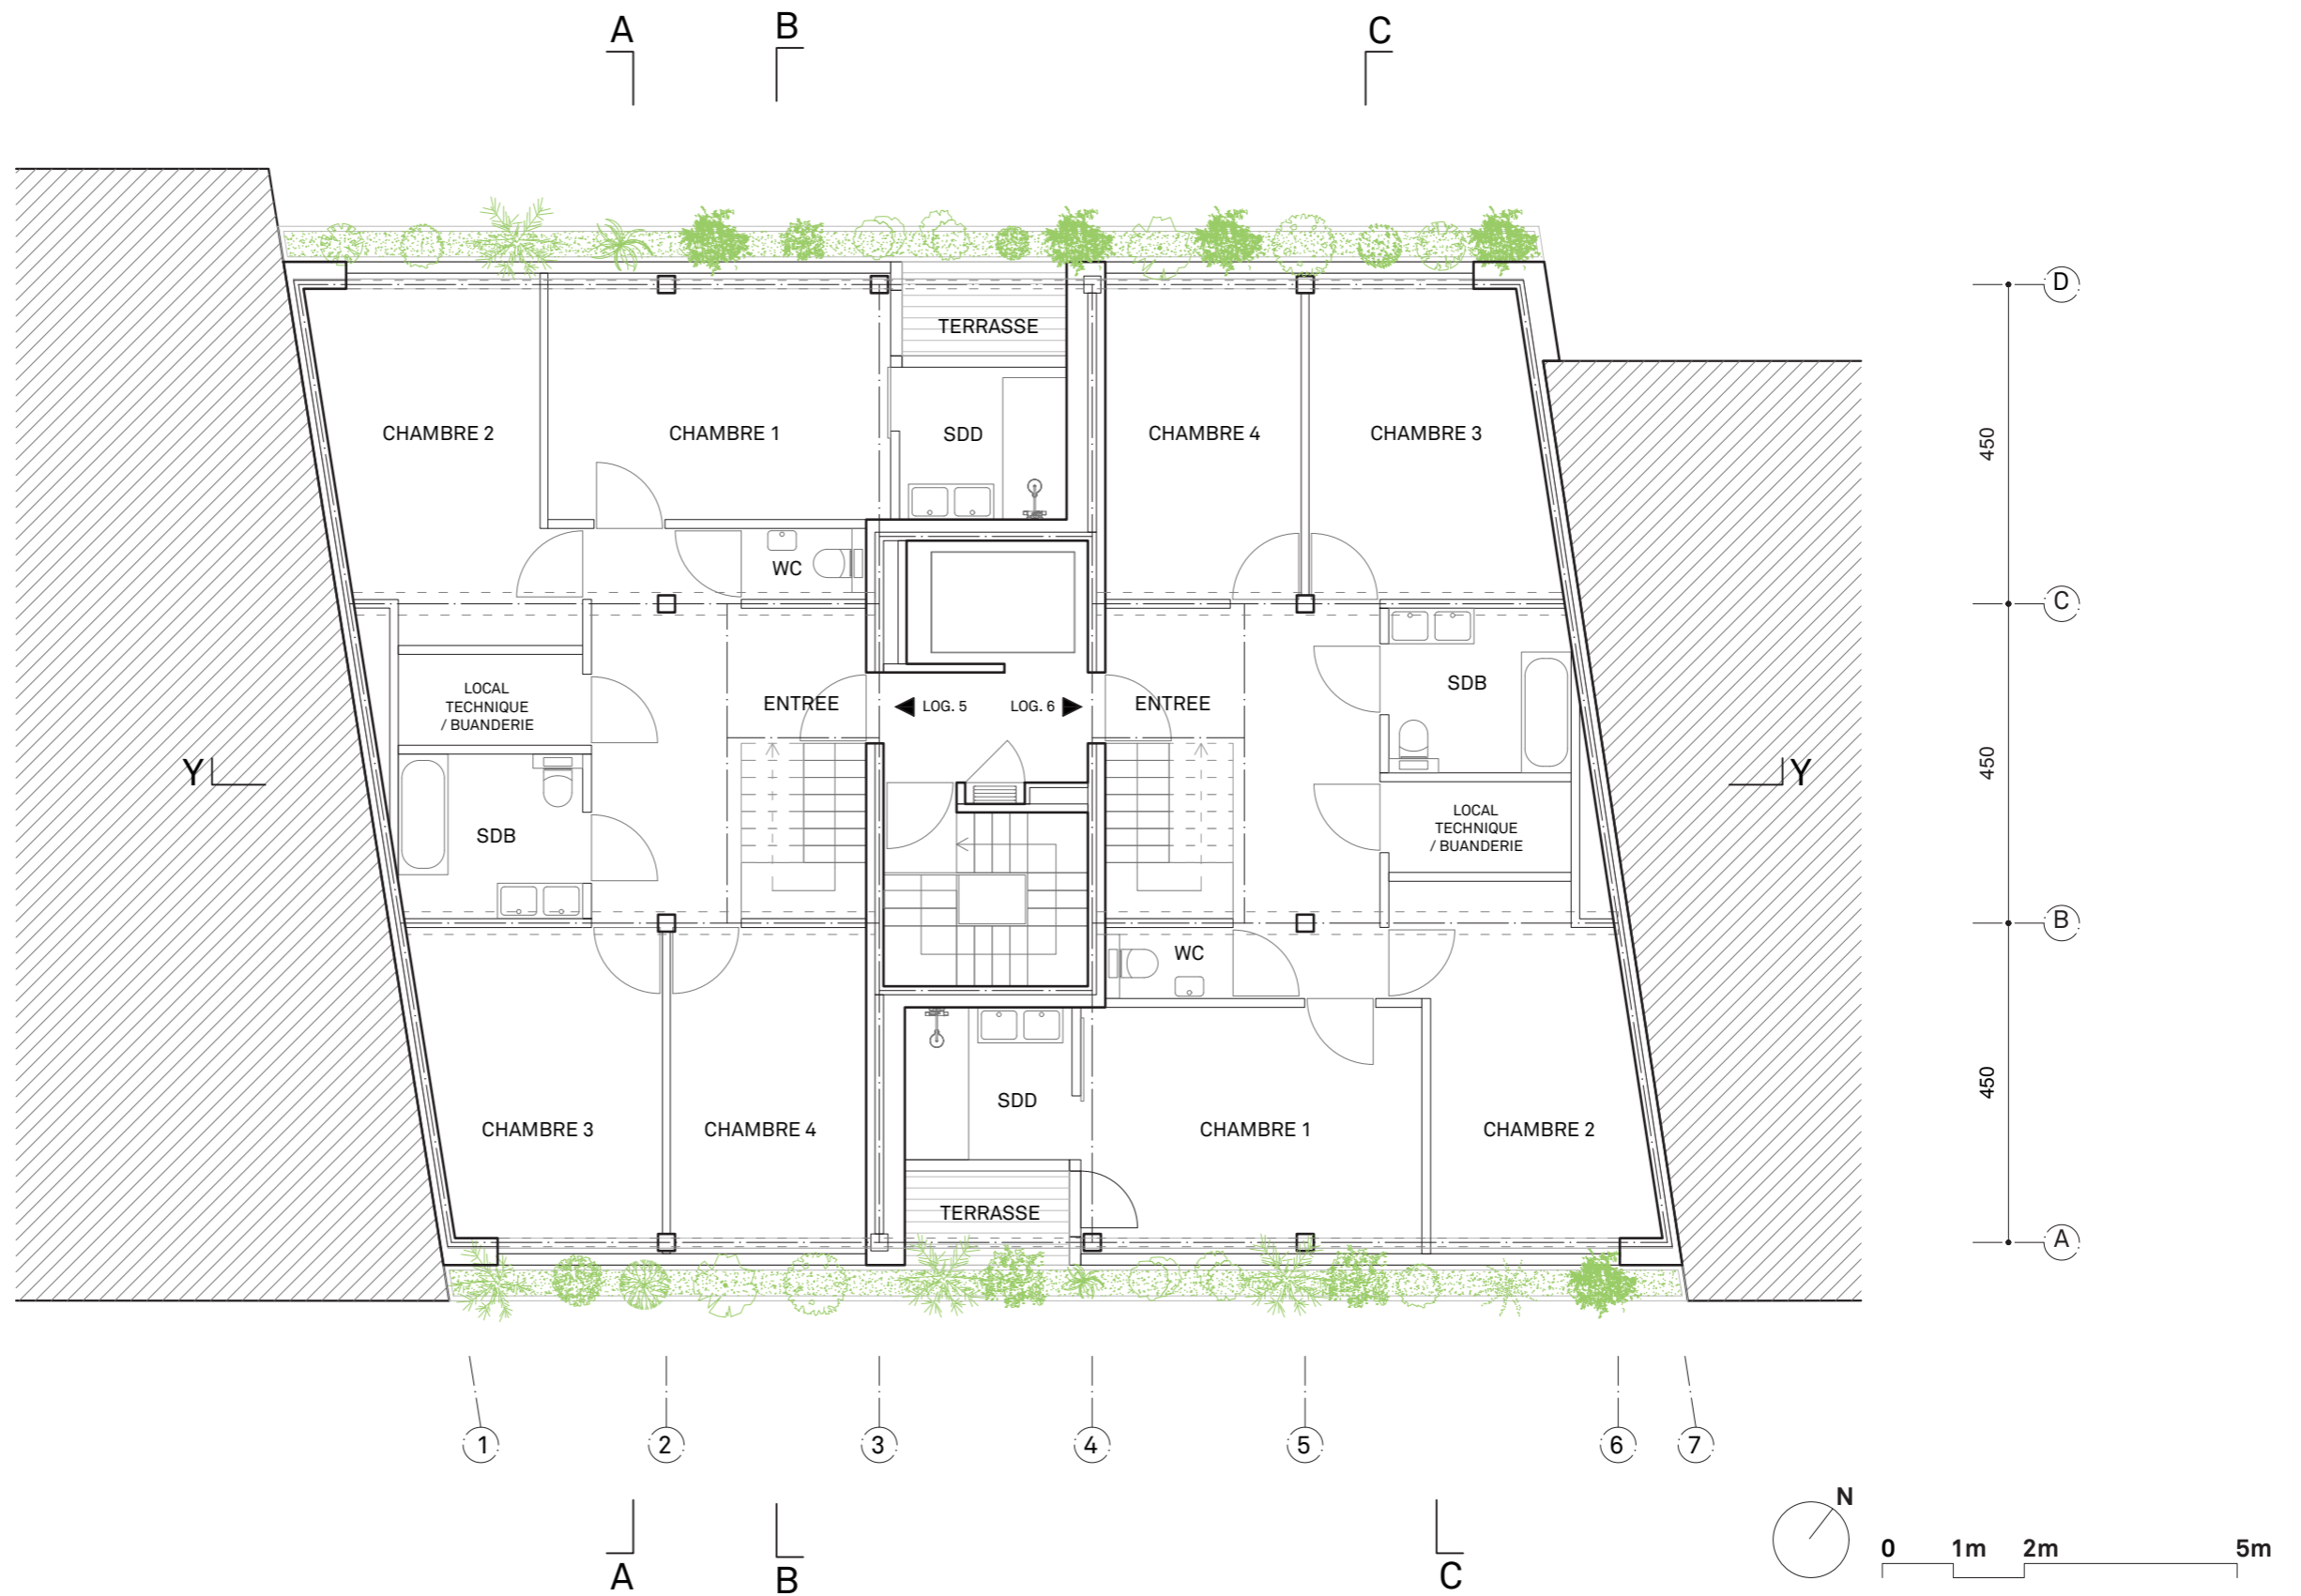 A
B
C
D
TERRASSE
CHAMBRE 2
CHAMBRE 1
SDD
CHAMBRE 4
CHAMBRE 3
450
WC
C
LOCAL
TECHNIQUE
/ BUANDERIE
ENTREE
LOG. 5
LOG. 6
ENTREE
SDB
Y
Y
450
SDB
LOCAL
TECHNIQUE
/ BUANDERIE
B
WC
CHAMBRE 3
CHAMBRE 4
SDD
CHAMBRE 1
CHAMBRE 2
450
TERRASSE
A
1
2
3
4
5
6
7
A
B
C
N
0 1m 2m 5m